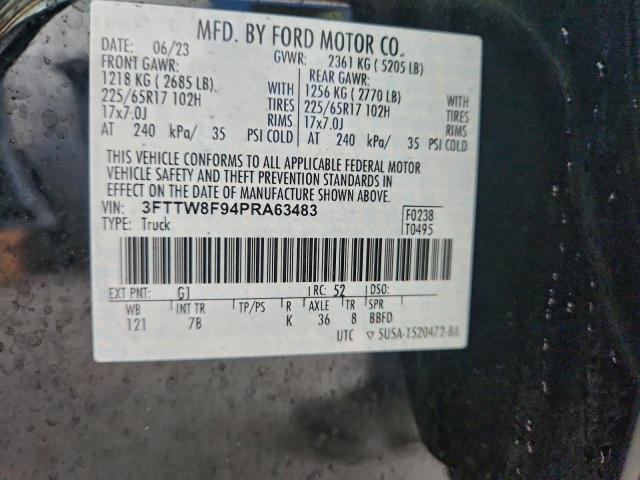 MFD. BY FORD MOTOR CO.
DATE: 06/23 GVWR: 2361 KG ( 5205 LB)
FRONT GAWR: REAR GAWR:
1218 KG ( 2685 LB) WITH 1256 KG ( 2770 LB) WITH
225/65R17 102H TIRES 225/65R17 102H TIRES
17x7.0J RIMS 17x7.0J RIMS
AT 240 kPa/ 35 PSI COLD AT 240 kPa/ 35 PSI COLD
THIS VEHICLE CONFORMS TO ALL APPLICABLE FEDERAL MOTOR
VEHICLE SAFETY AND THEFT PREVENTION STANDARDS IN
EFFECT ON THE DATE OF MANUFACTURE SHOWN ABOVE.
VIN: 3FTTW8F94PRA63483 F0238
TYPE: Truck T0495
EXT PNT: G1 RC: 52 DSO:
WB INT TR TP/PS R AXLE TR SPR
121 7B K 36 8 BBFD
UTC ▽ 5U5A-1520472-BA